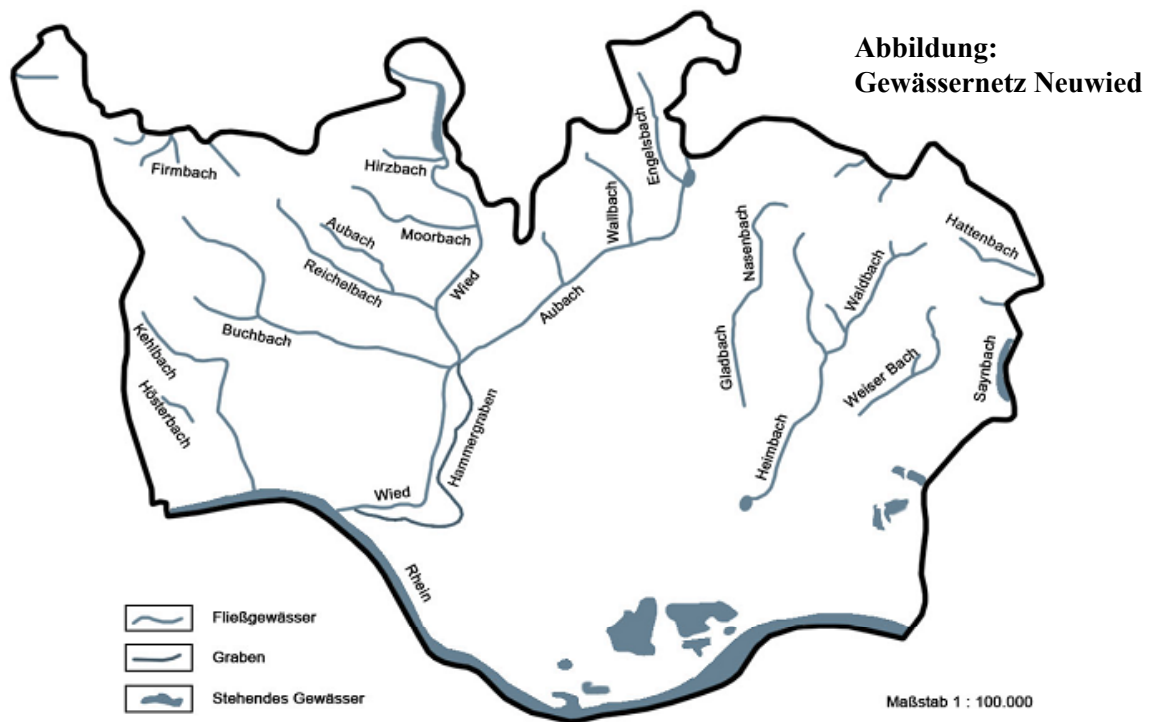 Abbildung:
Gewässernetz Neuwied
Firmbach
Hirzbach
Engelsbach
Wallbach
Aubach
Moorbach
Reichelbach
Wied
Aubach
Nasenbach
Hattenbach
Waldbach
Buchbach
Kehlbach
Hösterbach
Gladbach
Weiser Bach
Saynbach
Hammergraben
Heimbach
Wied
Rhein
Fließgewässer
Graben
Stehendes Gewässer
Maßstab 1 : 100.000